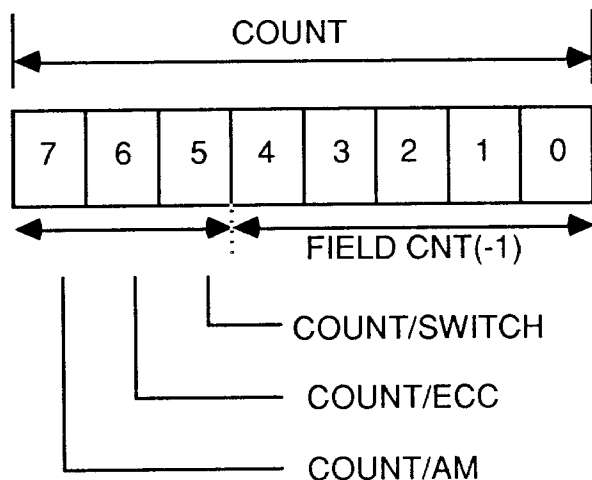 COUNT
7 6 5 4 3 2 1 0
FIELD CNT(-1)
COUNT/SWITCH
COUNT/ECC
COUNT/AM